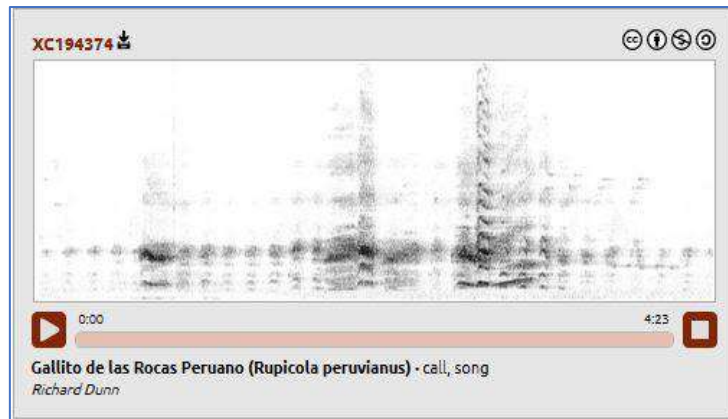 XC194374
0:00 4:23
Gallito de las Rocas Peruano (Rupicola peruvianus) · call, song
Richard Dunn